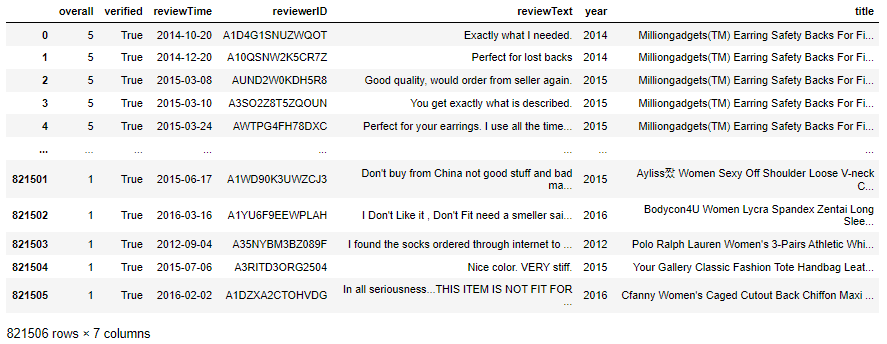 overall verified reviewTime reviewerID reviewText year title
0 5 True 2014-10-20 A1D4G1SNUZWQOT Exactly what I needed. 2014 Milliongadgets(TM) Earring Safety Backs For Fi...
1 5 True 2014-12-20 A10QSNW2K5CR7Z Perfect for lost backs 2014 Milliongadgets(TM) Earring Safety Backs For Fi...
2 5 True 2015-03-08 AUND2W0KDH5R8 Good quality, would order from seller again. 2015 Milliongadgets(TM) Earring Safety Backs For Fi...
3 5 True 2015-03-10 A3SO2Z8T5ZQOUN You get exactly what is described. 2015 Milliongadgets(TM) Earring Safety Backs For Fi...
4 5 True 2015-03-24 AWTPG4FH78DXC Perfect for your earrings. I use all the time... 2015 Milliongadgets(TM) Earring Safety Backs For Fi...
... ... ... ... ... ... ... ...
821501 1 True 2015-06-17 A1WD90K3UWZCJ3 Don't buy from China not good stuff and bad ma... 2015 Ayliss Women Sexy Off Shoulder Loose V-neck C...
821502 1 True 2016-03-16 A1YU6F9EEWPLAH I Don't Like it , Don't Fit need a smeller sai... 2016 Bodycon4U Women Lycra Spandex Zentai Long Slee...
821503 1 True 2012-09-04 A35NYBM3BZ089F I found the socks ordered through internet to ... 2012 Polo Ralph Lauren Women's 3-Pairs Athletic Whi...
821504 1 True 2015-07-06 A3RITD3ORG2504 Nice color. VERY stiff. 2015 Your Gallery Classic Fashion Tote Handbag Leat...
821505 1 True 2016-02-02 A1DZXA2CTOHVDG In all seriousness...THIS ITEM IS NOT FIT FOR ... 2016 Cfanny Women's Caged Cutout Back Chiffon Maxi ...
821506 rows × 7 columns